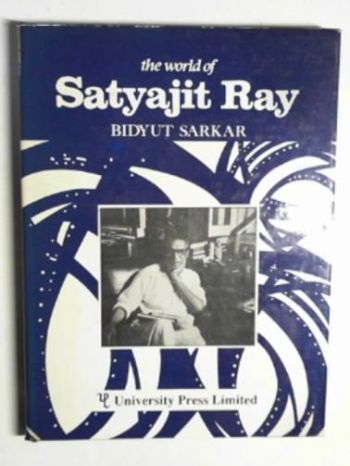 the world of
Satyajit Ray
BIDYUT SARKAR
University Press Limited